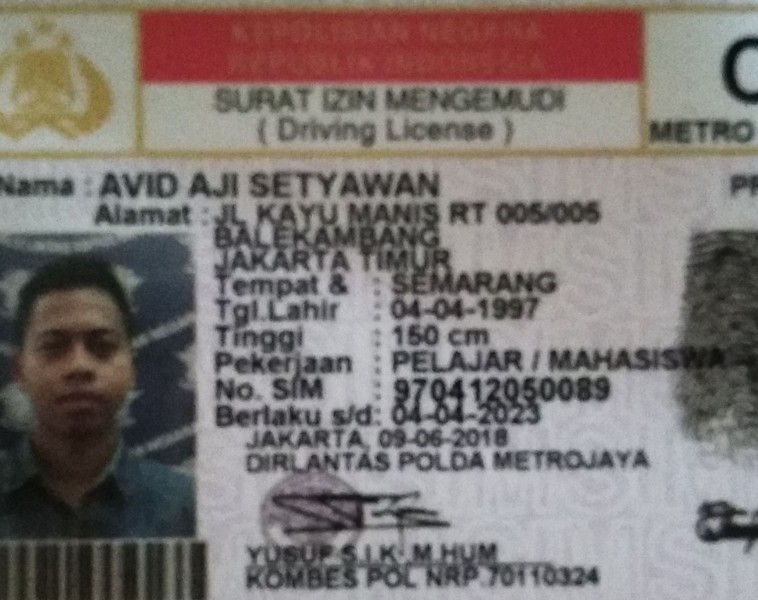 KEPOLISIAN NEGARA
REPUBLIK INDONESIA
SURAT IZIN MENGEMUDI
( Driving License )
C
METRO
Nama : AVID AJI SETYAWAN
Alamat : JL KAYU MANIS RT 005/005
BALEKAMBANG
JAKARTA TIMUR
Tempat & : SEMARANG
Tgl.Lahir : 04-04-1997
Tinggi : 150 cm
Pekerjaan : PELAJAR / MAHASISWA
No. SIM : 970412050089
Berlaku s/d: 04-04-2023
JAKARTA, 09-06-2018
DIRLANTAS POLDA METROJAYA
YUSUF S.I.K. M.HUM
KOMBES POL NRP.70110324